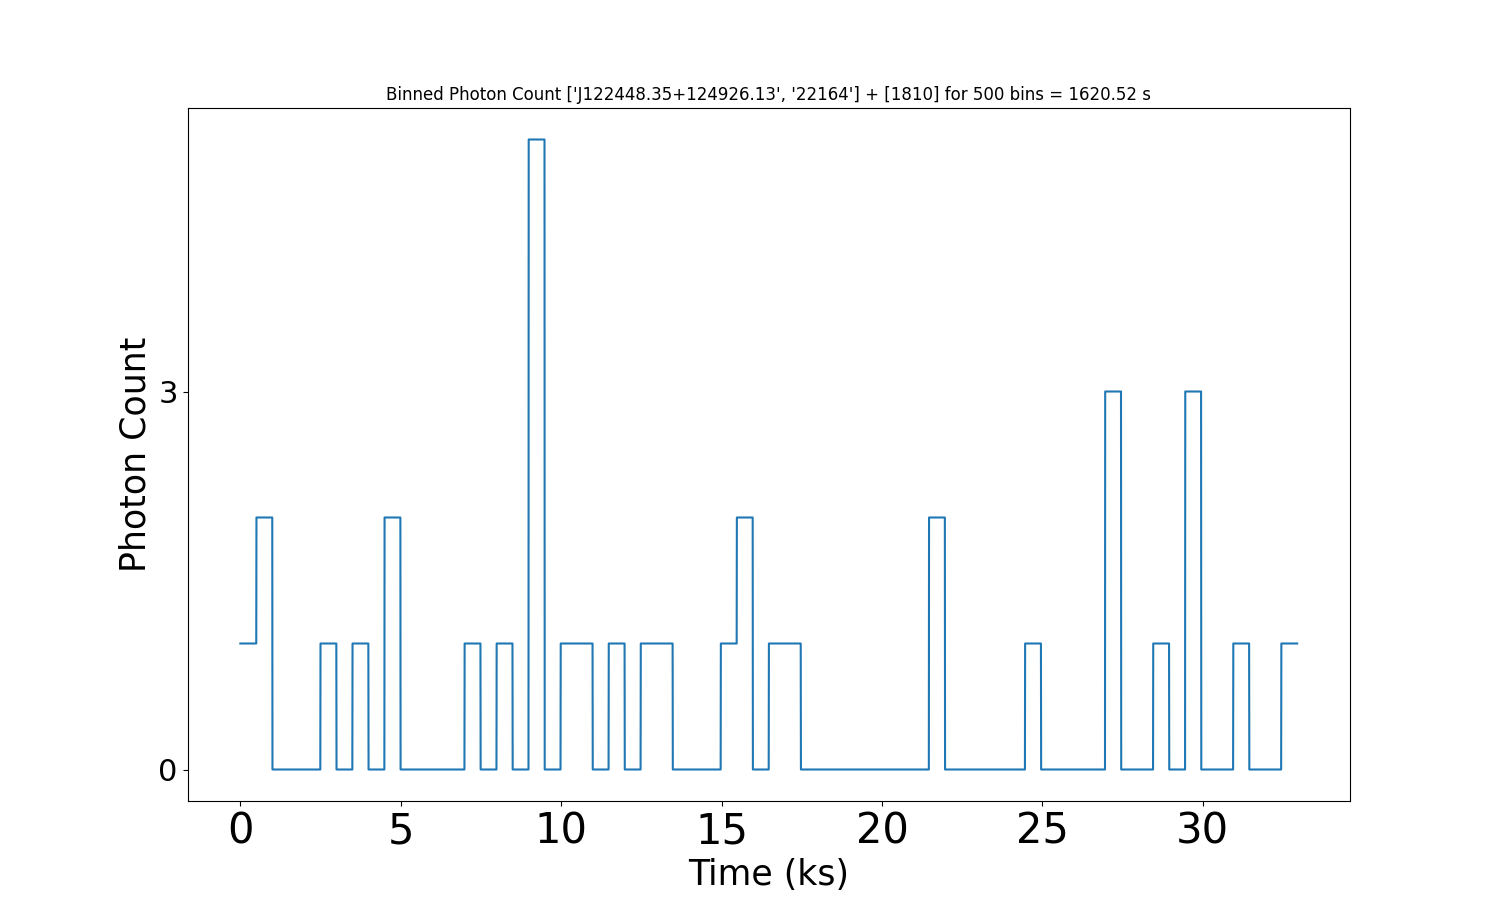 Binned Photon Count ['J122448.35+124926.13', '22164'] + [1810] for 500 bins = 1620.52 s
Photon Count
3
0
0 5 10 15 20 25 30
Time (ks)